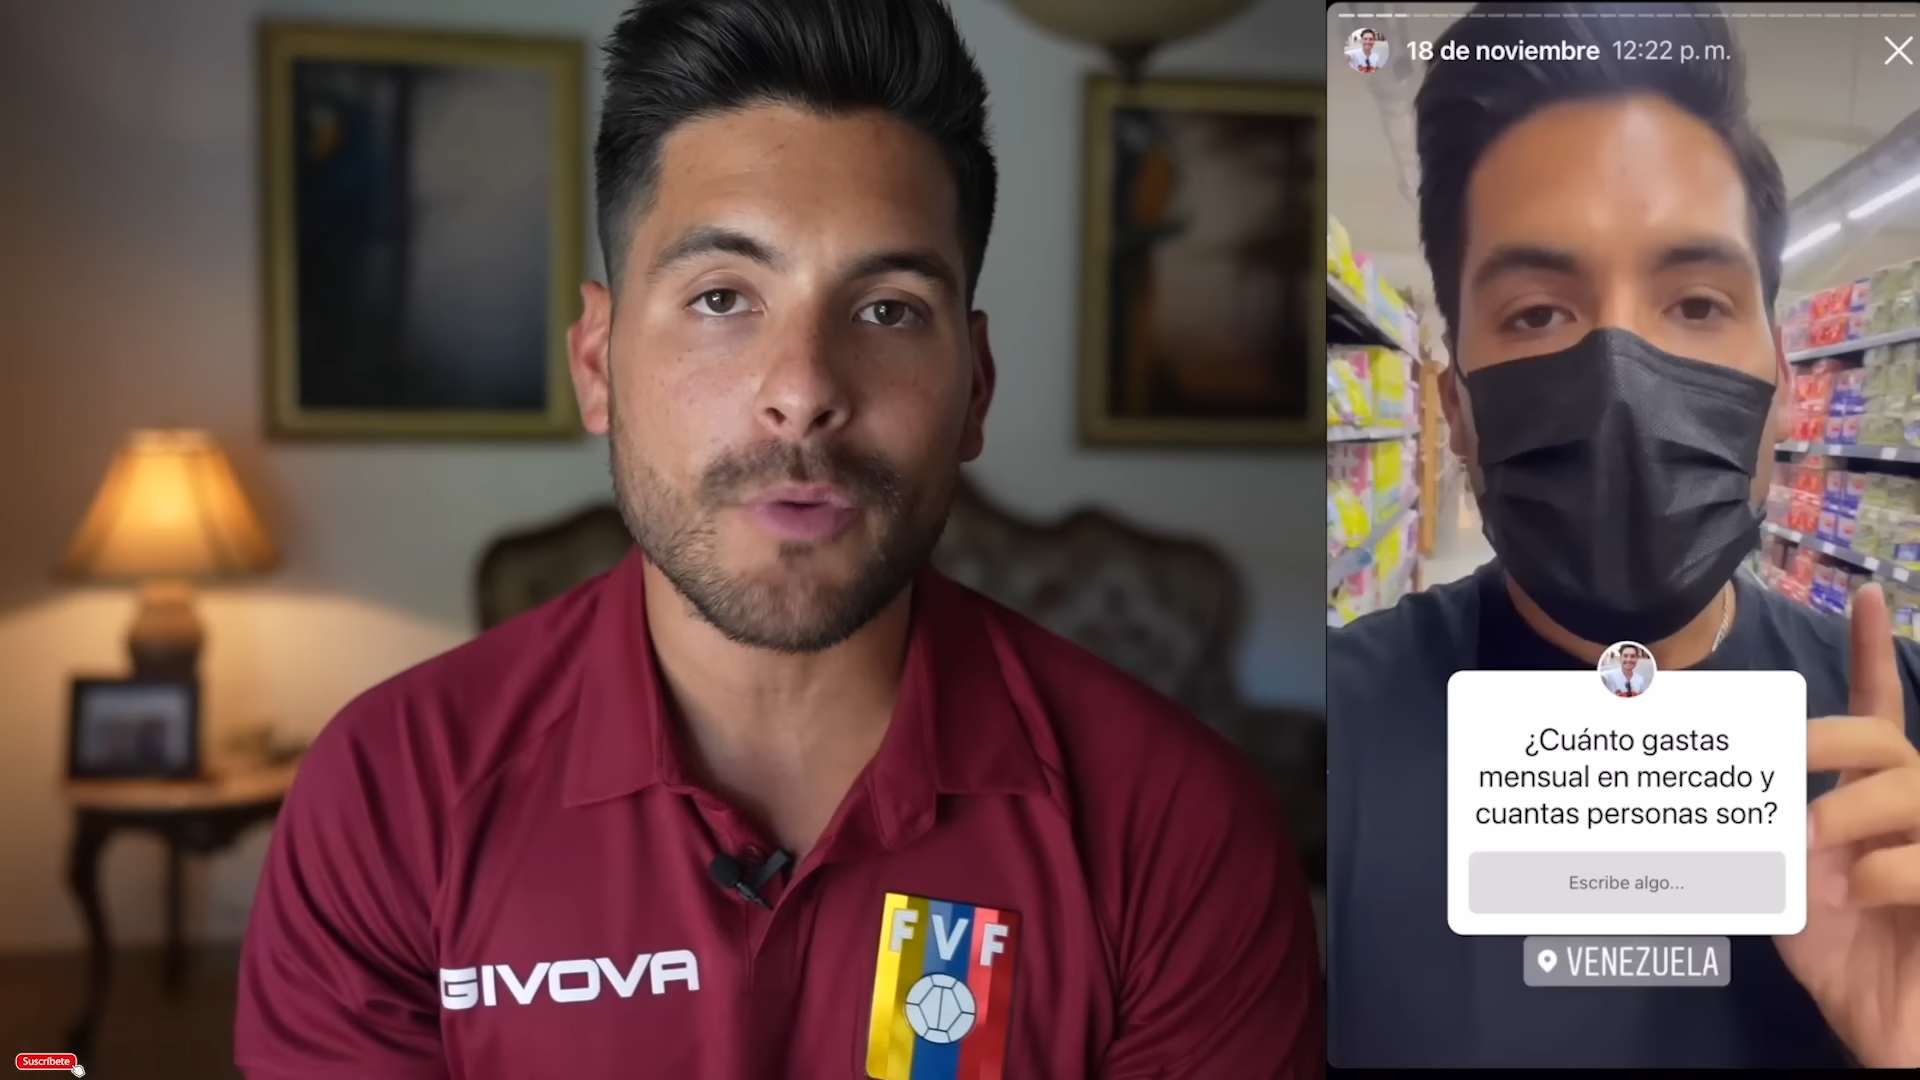 18 de noviembre 12:22 p. m.
¿Cuánto gastas
mensual en mercado y
cuantas personas son?
Escribe algo...
VENEZUELA
GIVOVA
FVF
Suscríbete